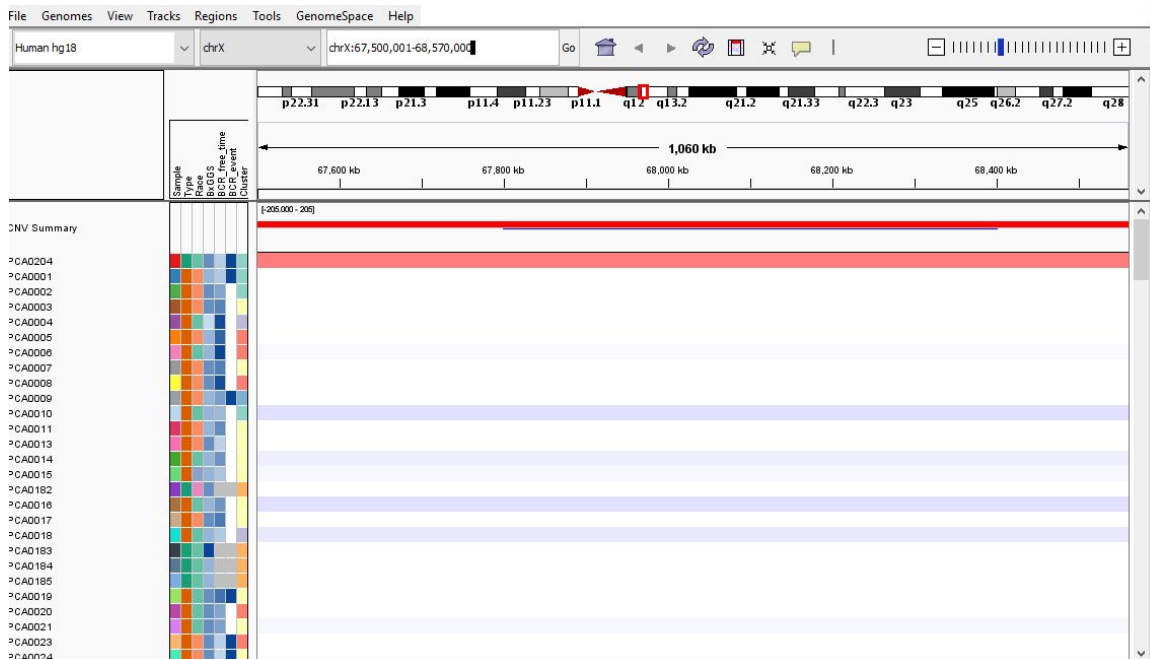 File Genomes View Tracks Regions Tools GenomeSpace Help
Human hg18 chrX chrX:67,500,001-68,570,000 Go
p22.31 p22.13 p21.3 p11.4 p11.23 p11.1 q12 q13.2 q21.2 q21.33 q22.3 q23 q25 q26.2 q27.2 q28
1,060 kb
67,600 kb 67,800 kb 68,000 kb 68,200 kb 68,400 kb
Sample
Type
Race
BxGGS
BCR_free_time
BCR_event
Cluster
[-205.000 - 205]
CNV Summary
PCA0204
PCA0001
PCA0002
PCA0003
PCA0004
PCA0005
PCA0006
PCA0007
PCA0008
PCA0009
PCA0010
PCA0011
PCA0013
PCA0014
PCA0015
PCA0182
PCA0016
PCA0017
PCA0018
PCA0183
PCA0184
PCA0185
PCA0019
PCA0020
PCA0021
PCA0023
PCA0024